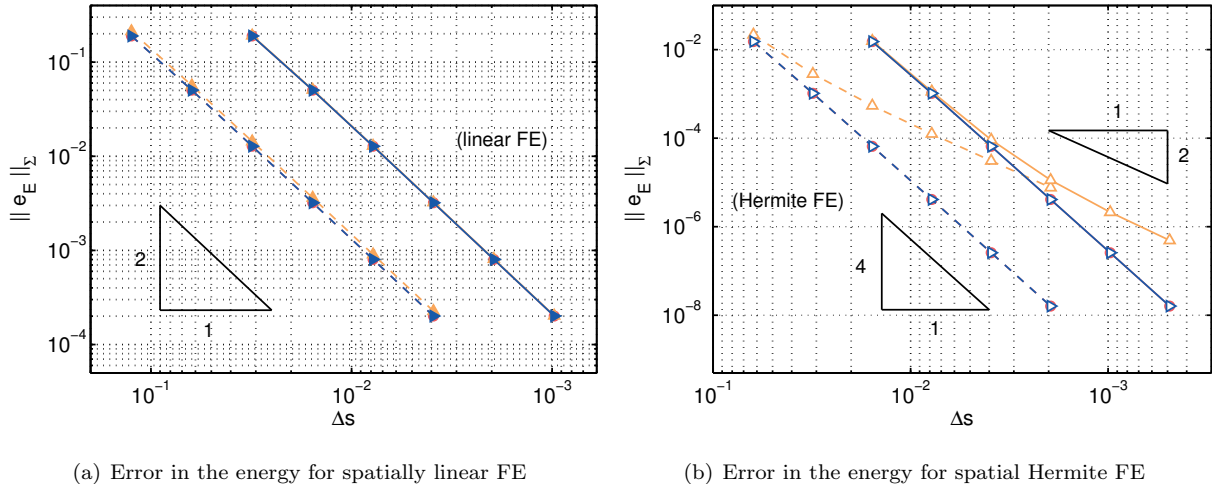 10⁻¹
10⁻²
10⁻³
10⁻⁴
|| e_E ||_Σ
(linear FE)
2
1
10⁻¹
10⁻²
10⁻³
Δs
(a) Error in the energy for spatially linear FE
10⁻²
10⁻⁴
10⁻⁶
10⁻⁸
|| e_E ||_Σ
1
2
(Hermite FE)
4
1
10⁻¹
10⁻²
10⁻³
Δs
(b) Error in the energy for spatial Hermite FE